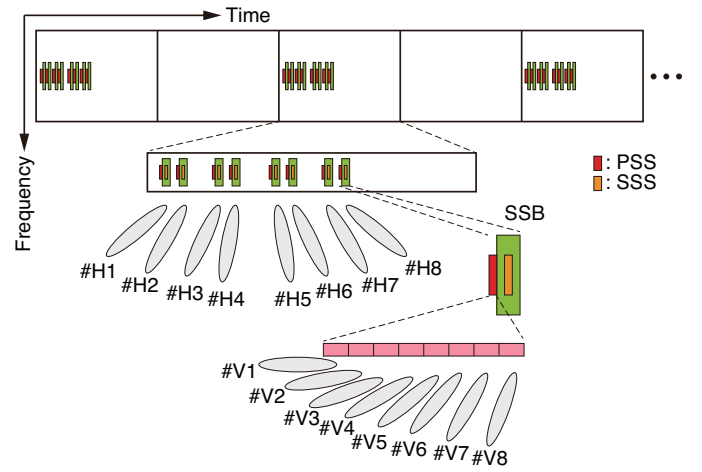 Time
Frequency
: PSS
: SSS
SSB
#H1
#H2
#H3
#H4
#H5
#H6
#H7
#H8
#V1
#V2
#V3
#V4
#V5
#V6
#V7
#V8